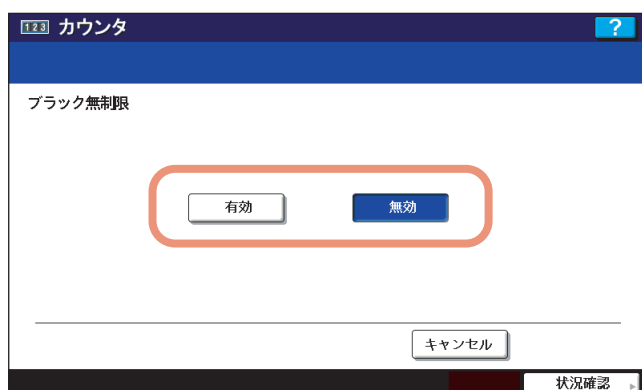 123 カウンタ ?
ブラック無制限
有効 無効
キャンセル
状況確認